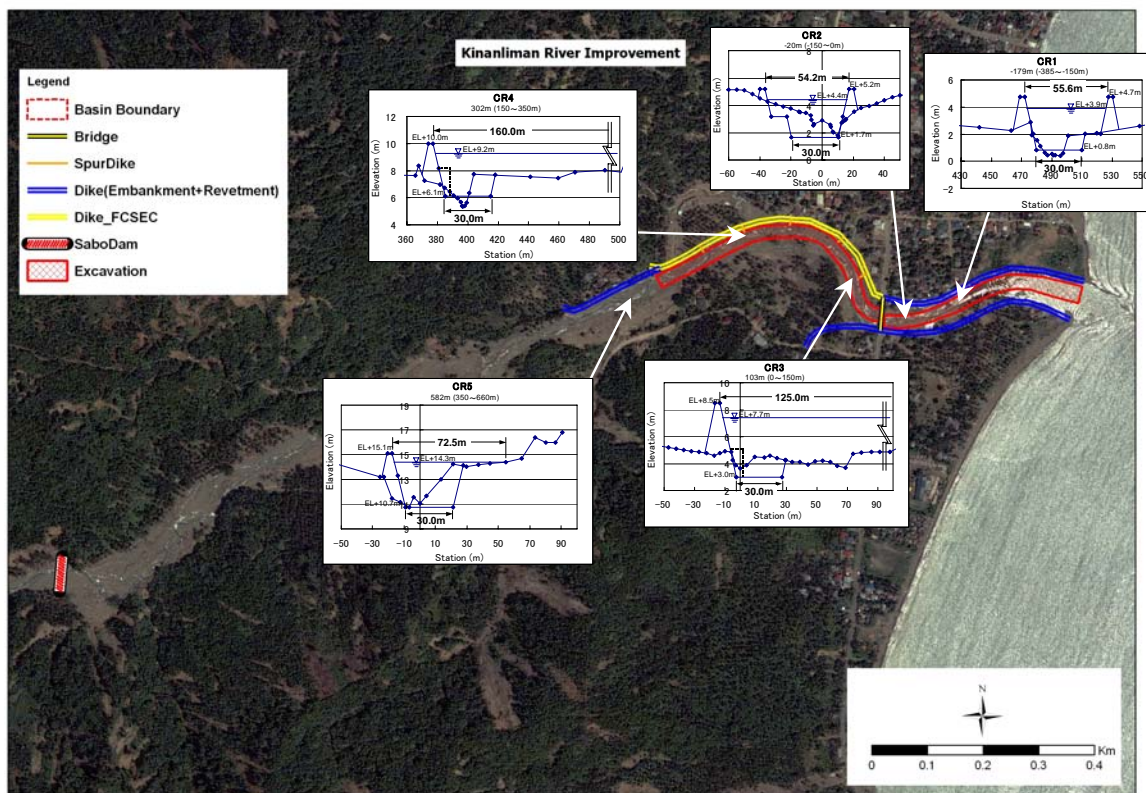 Kinanliman River Improvement
Legend
Basin Boundary
Bridge
SpurDike
Dike(Embankment+Revetment)
Dike_FCSEC
SaboDam
Excavation
CR4
302m (150~350m)
12
10
8
6
4
Elevation (m)
EL+10.0m
160.0m
EL+9.2m
EL+6.1m
30.0m
360 380 400 420 440 460 480 500
Station (m)
CR2
-20m (-150~0m)
8
6
4
2
0
Elevation (m)
54.2m
EL+5.2m
EL+4.4m
EL+1.7m
30.0m
-60 -40 -20 0 20 40
Station (m)
CR1
-179m (-385~-150m)
6
4
2
0
-2
Elevation (m)
55.6m
EL+4.7m
EL+3.9m
EL+0.8m
30.0m
430 450 470 490 510 530 550
Station (m)
CR5
582m (350~660m)
19
17
15
13
11
9
Elevation (m)
EL+15.1m
72.5m
EL+14.3m
EL+10.7m
30.0m
-50 -30 -10 10 30 50 70 90
Station (m)
CR3
103m (0~150m)
10
8
6
4
2
Elevation (m)
EL+8.5m
125.0m
EL+7.7m
EL+3.0m
30.0m
-50 -30 -10 10 30 50 70 90
Station (m)
N
Km
0 0.1 0.2 0.3 0.4